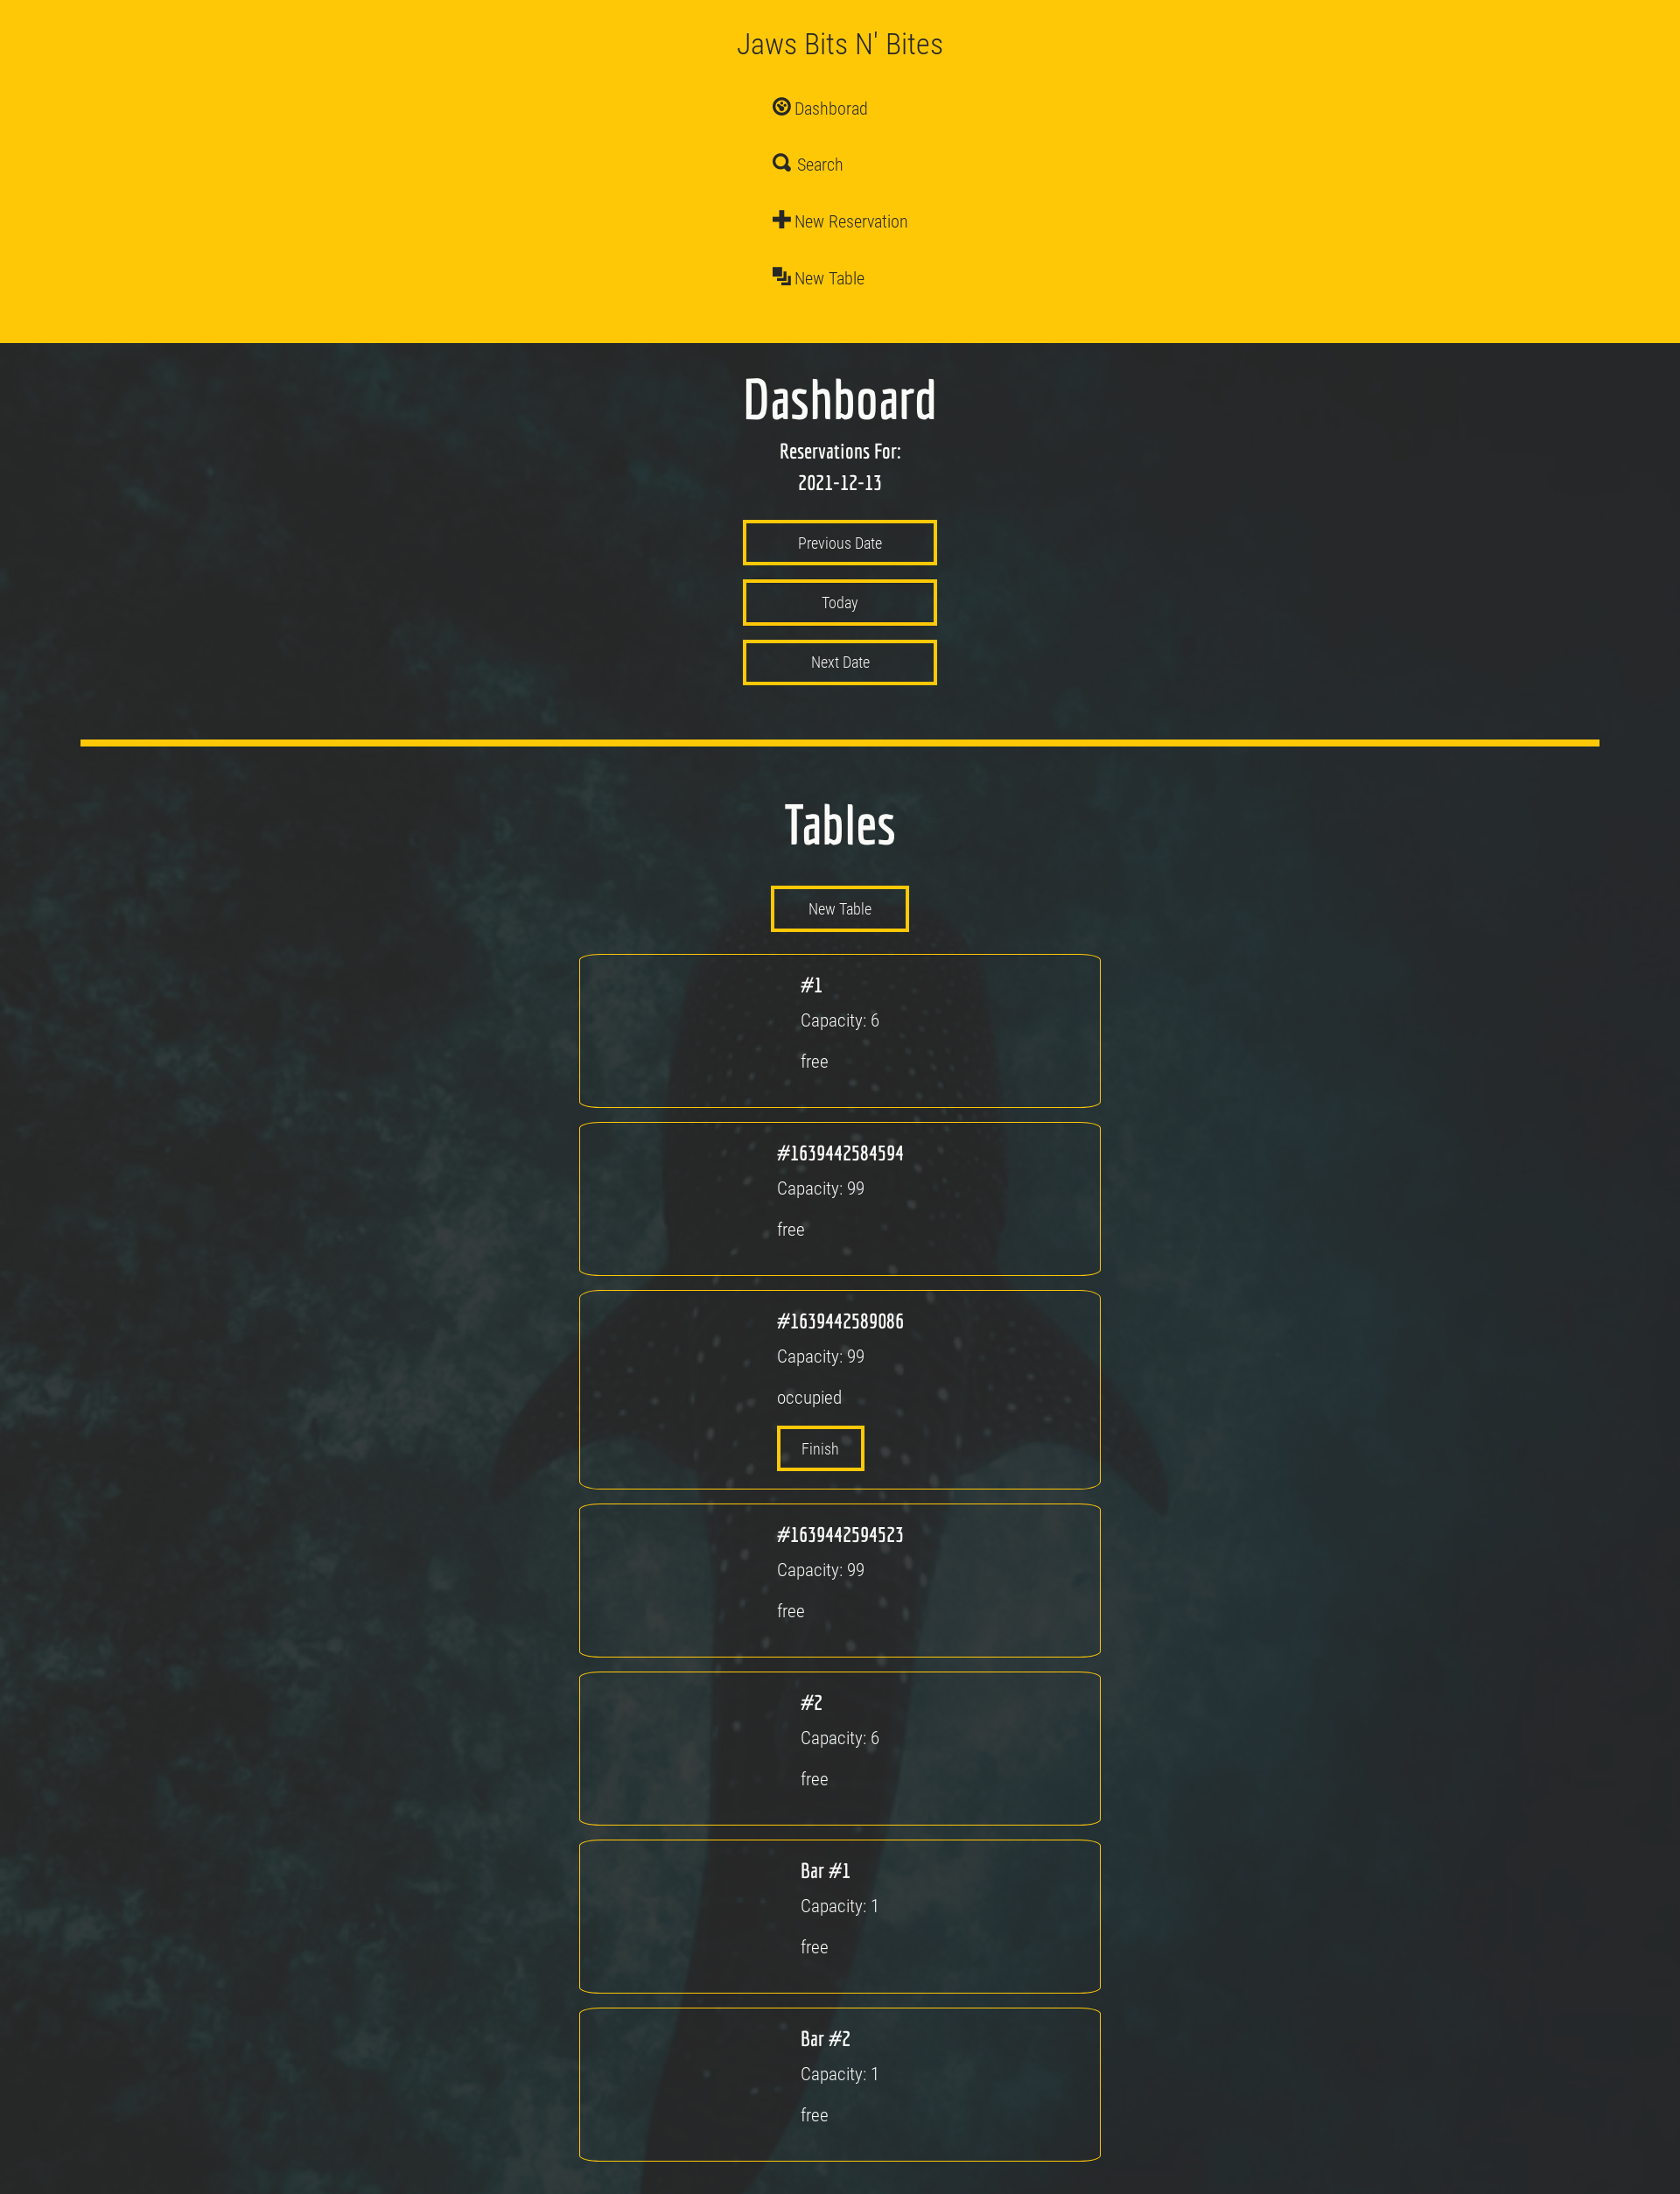 Jaws Bits N' Bites
Dashborad
Search
New Reservation
New Table
Dashboard
Reservations For:
2021-12-13
Previous Date
Today
Next Date
Tables
New Table
#1
Capacity: 6
free
#1639442584594
Capacity: 99
free
#1639442589086
Capacity: 99
occupied
Finish
#1639442594523
Capacity: 99
free
#2
Capacity: 6
free
Bar #1
Capacity: 1
free
Bar #2
Capacity: 1
free